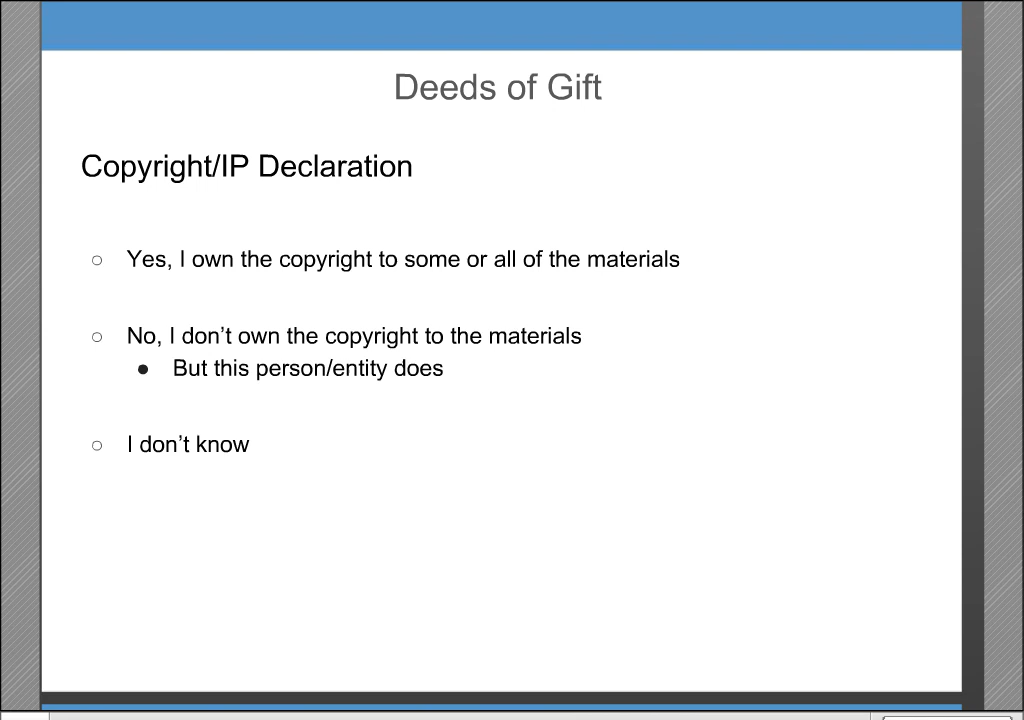 Deeds of Gift
Copyright/IP Declaration
○ Yes, I own the copyright to some or all of the materials
○ No, I don’t own the copyright to the materials
● But this person/entity does
○ I don’t know